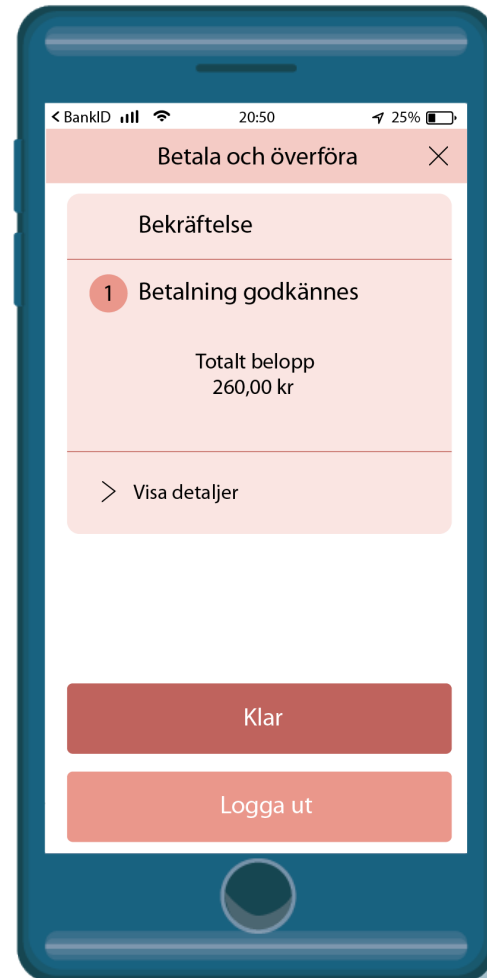 BankID 20:50 25%
Betala och överföra
Bekräftelse
1 Betalning godkännes
Totalt belopp
260,00 kr
Visa detaljer
Klar
Logga ut